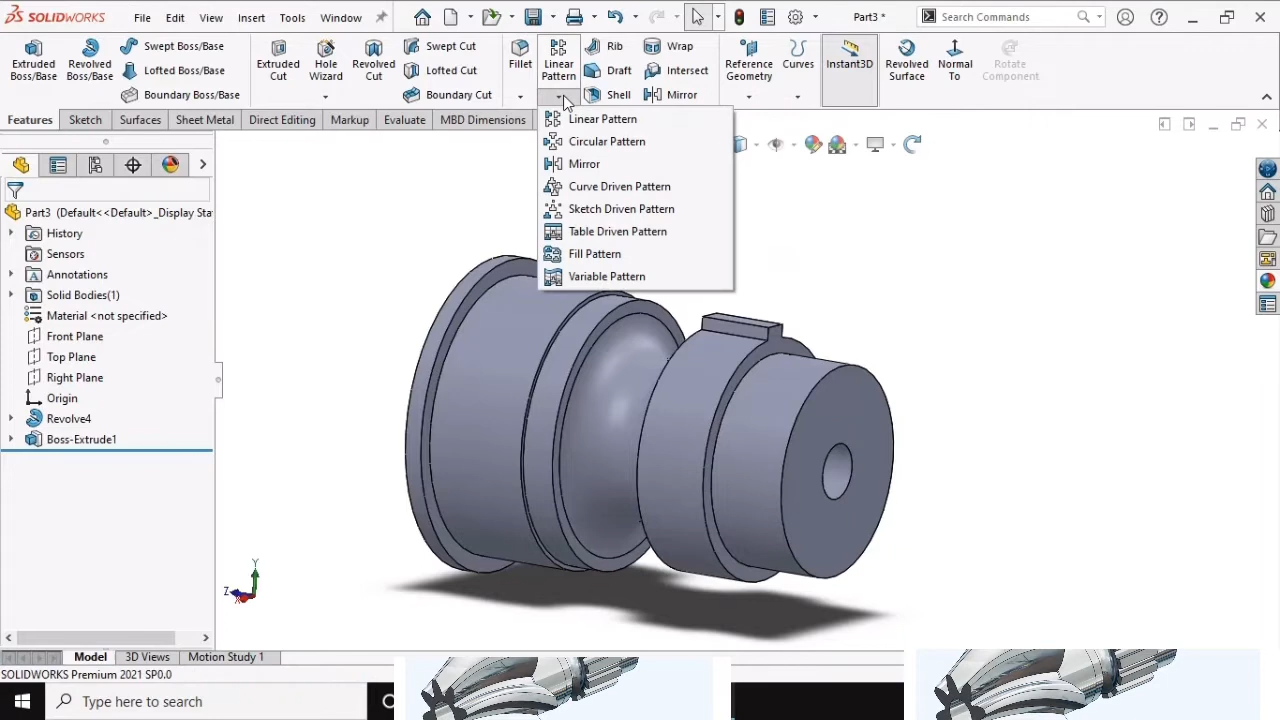 SOLIDWORKS
File
Edit
View
Insert
Tools
Window
Part3 *
Search Commands
Extruded Boss/Base
Revolved Boss/Base
Swept Boss/Base
Lofted Boss/Base
Boundary Boss/Base
Extruded Cut
Hole Wizard
Revolved Cut
Swept Cut
Lofted Cut
Boundary Cut
Fillet
Linear Pattern
Rib
Draft
Shell
Wrap
Intersect
Mirror
Reference Geometry
Curves
Instant3D
Revolved Surface
Normal To
Rotate Component
Features
Sketch
Surfaces
Sheet Metal
Direct Editing
Markup
Evaluate
MBD Dimensions
Linear Pattern
Circular Pattern
Mirror
Curve Driven Pattern
Sketch Driven Pattern
Table Driven Pattern
Fill Pattern
Variable Pattern
Part3 (Default<<Default>_Display Sta
History
Sensors
Annotations
Solid Bodies(1)
Material <not specified>
Front Plane
Top Plane
Right Plane
Origin
Revolve4
Boss-Extrude1
Y
Z
X
Model
3D Views
Motion Study 1
SOLIDWORKS Premium 2021 SP0.0
Type here to search